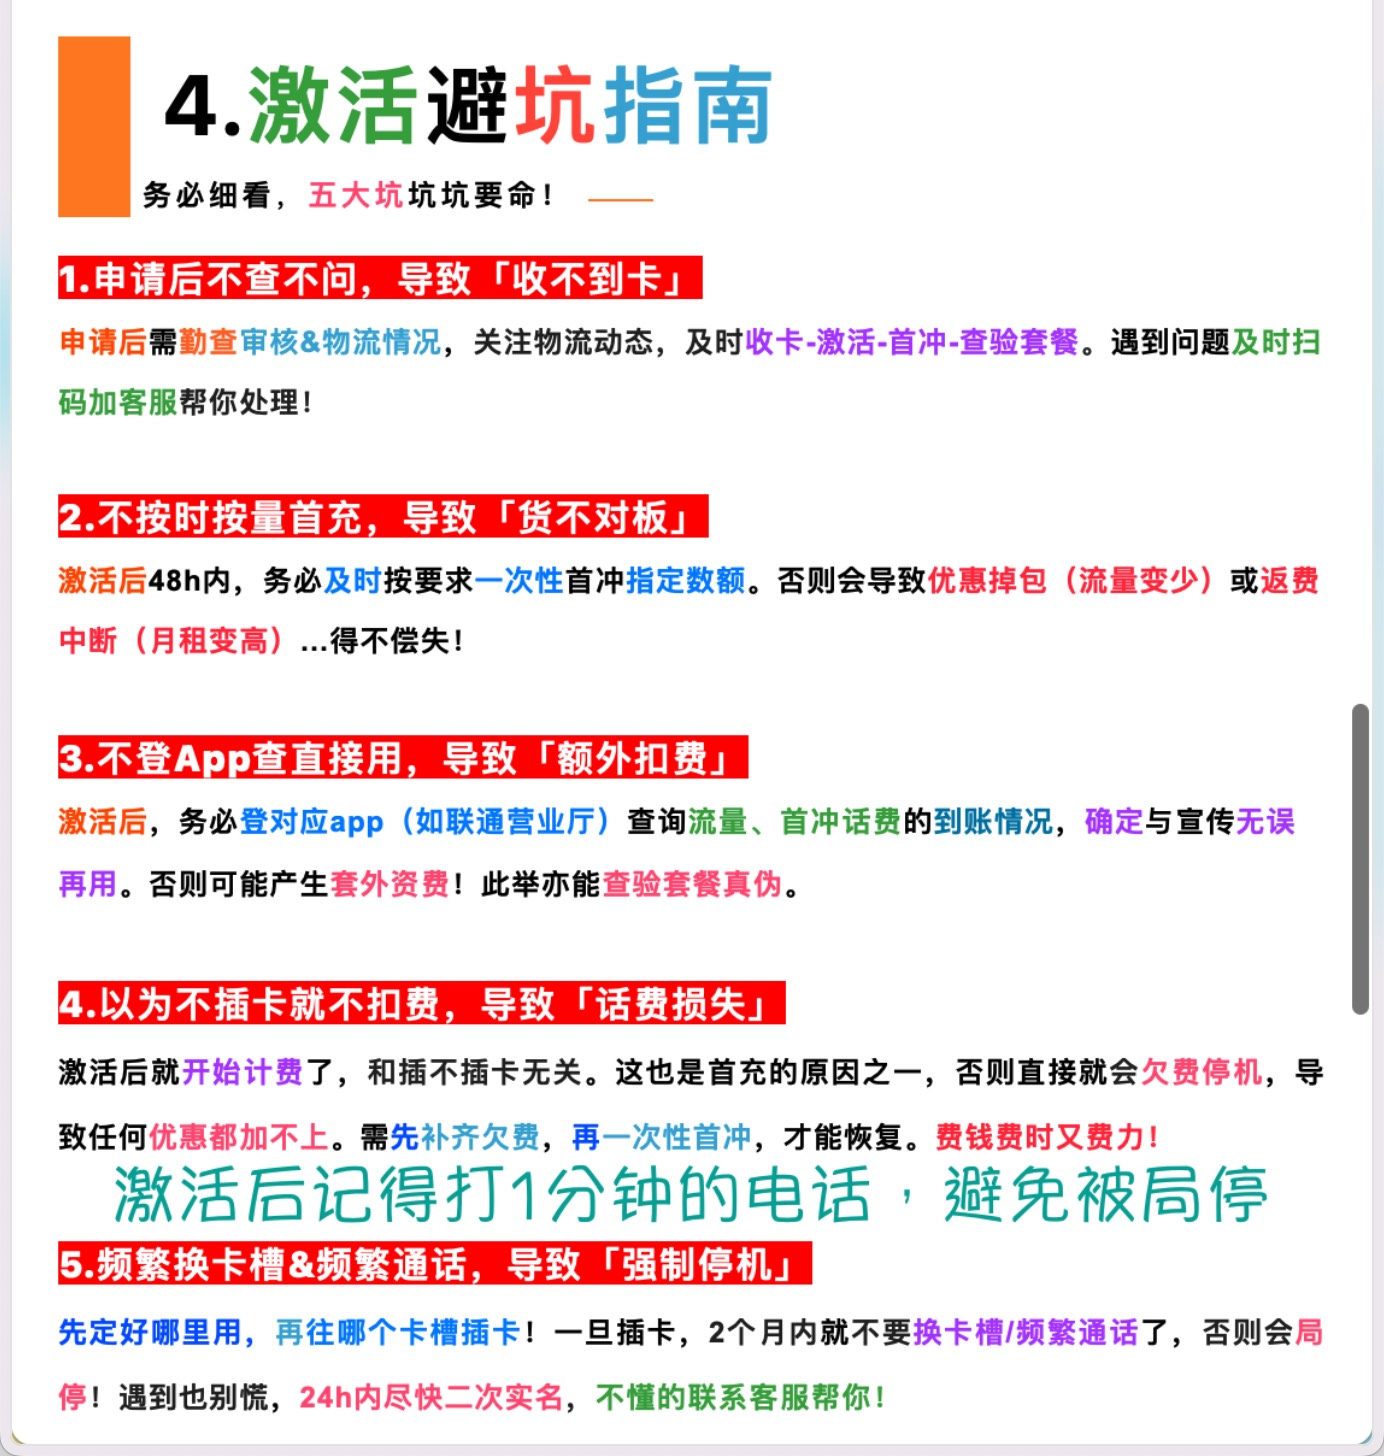 4.激活避坑指南
务必细看，五大坑坑坑要命！
1.申请后不查不问，导致「收不到卡」
申请后需勤查审核&物流情况，关注物流动态，及时收卡-激活-首冲-查验套餐。遇到问题及时扫
码加客服帮你处理！
2.不按时按量首充，导致「货不对板」
激活后48h内，务必及时按要求一次性首冲指定数额。否则会导致优惠掉包（流量变少）或返费
中断（月租变高）...得不偿失！
3.不登App查直接用，导致「额外扣费」
激活后，务必登对应app（如联通营业厅）查询流量、首冲话费的到账情况，确定与宣传无误
再用。否则可能产生套外资费！此举亦能查验套餐真伪。
4.以为不插卡就不扣费，导致「话费损失」
激活后就开始计费了，和插不插卡无关。这也是首充的原因之一，否则直接就会欠费停机，导
致任何优惠都加不上。需先补齐欠费，再一次性首冲，才能恢复。费钱费时又费力！
激活后记得打1分钟的电话，避免被局停
5.频繁换卡槽&频繁通话，导致「强制停机」
先定好哪里用，再往哪个卡槽插卡！一旦插卡，2个月内就不要换卡槽/频繁通话了，否则会局
停！遇到也别慌，24h内尽快二次实名，不懂的联系客服帮你！